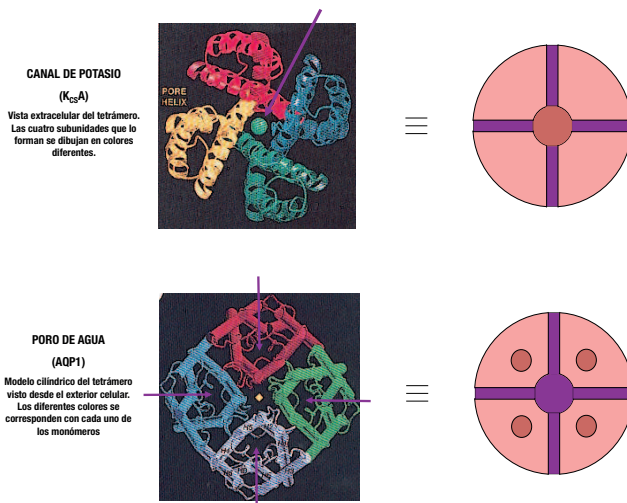 CANAL DE POTASIO
(KCSA)
Vista extracelular del tetrámero.
Las cuatro subunidades que lo
forman se dibujan en colores
diferentes.
PORE
HELIX
PORO DE AGUA
(AQP1)
Modelo cilíndrico del tetrámero
visto desde el exterior celular.
Los diferentes colores se
corresponden con cada uno de
los monómeros